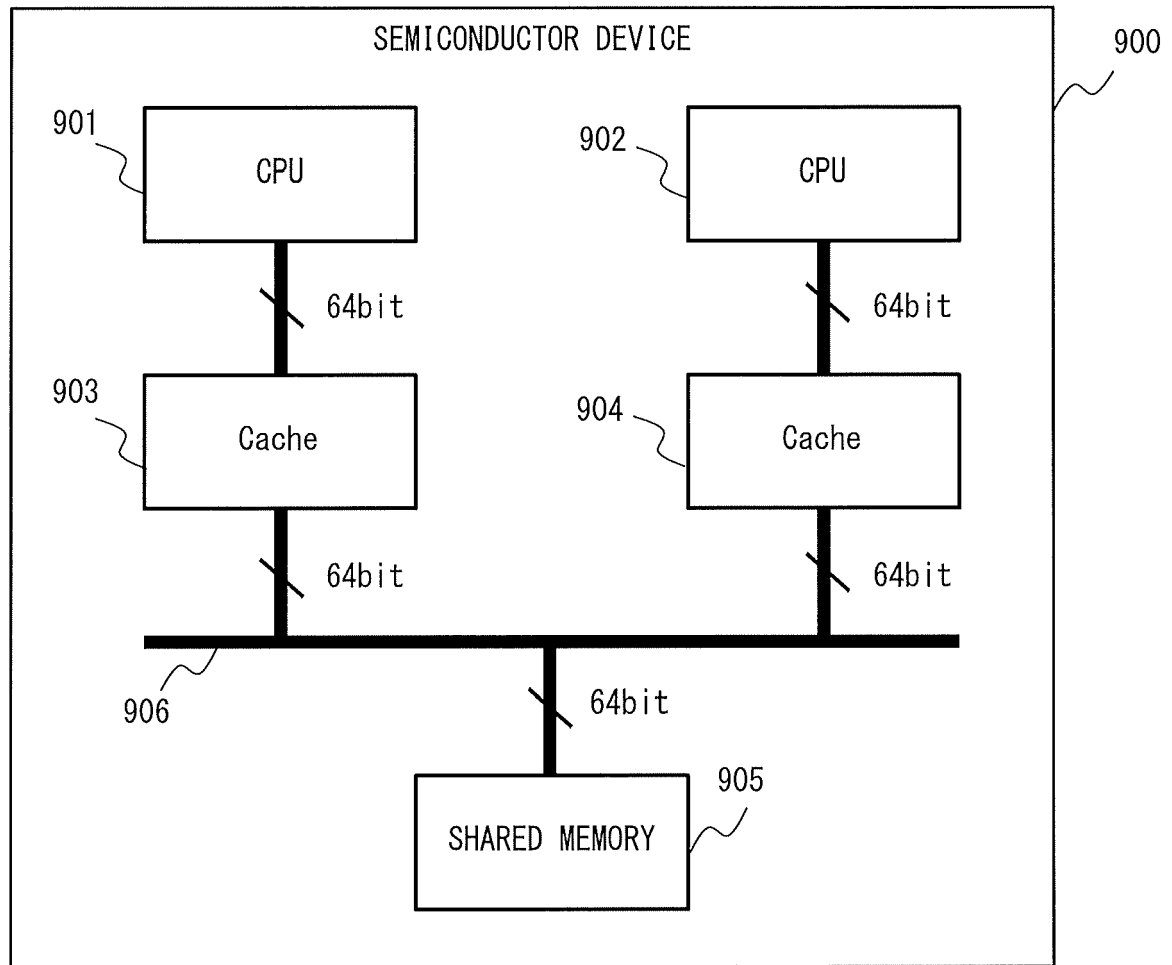 SEMICONDUCTOR DEVICE
900
901
CPU
902
CPU
64bit
64bit
903
Cache
904
Cache
64bit
64bit
906
64bit
905
SHARED MEMORY